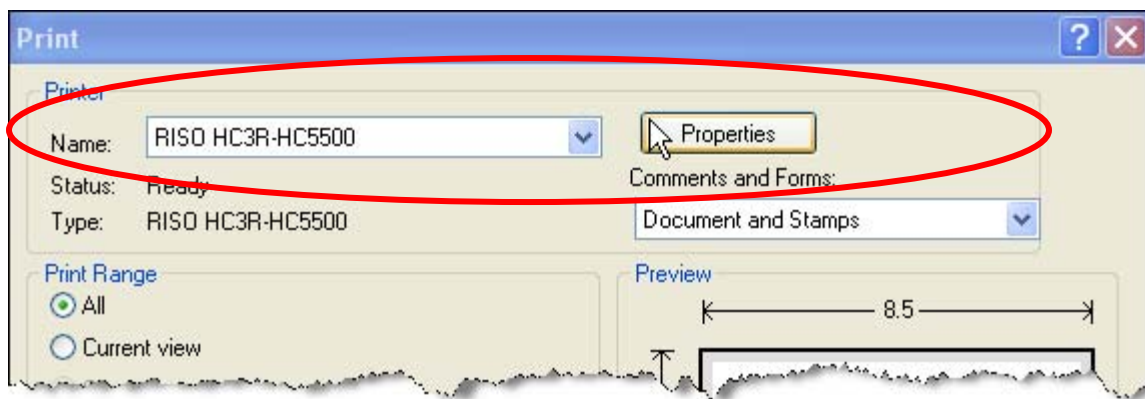 Print
Printer
Name: RISO HC3R-HC5500 Properties
Status: Ready Comments and Forms:
Type: RISO HC3R-HC5500 Document and Stamps
Print Range Preview
All 8.5
Current view